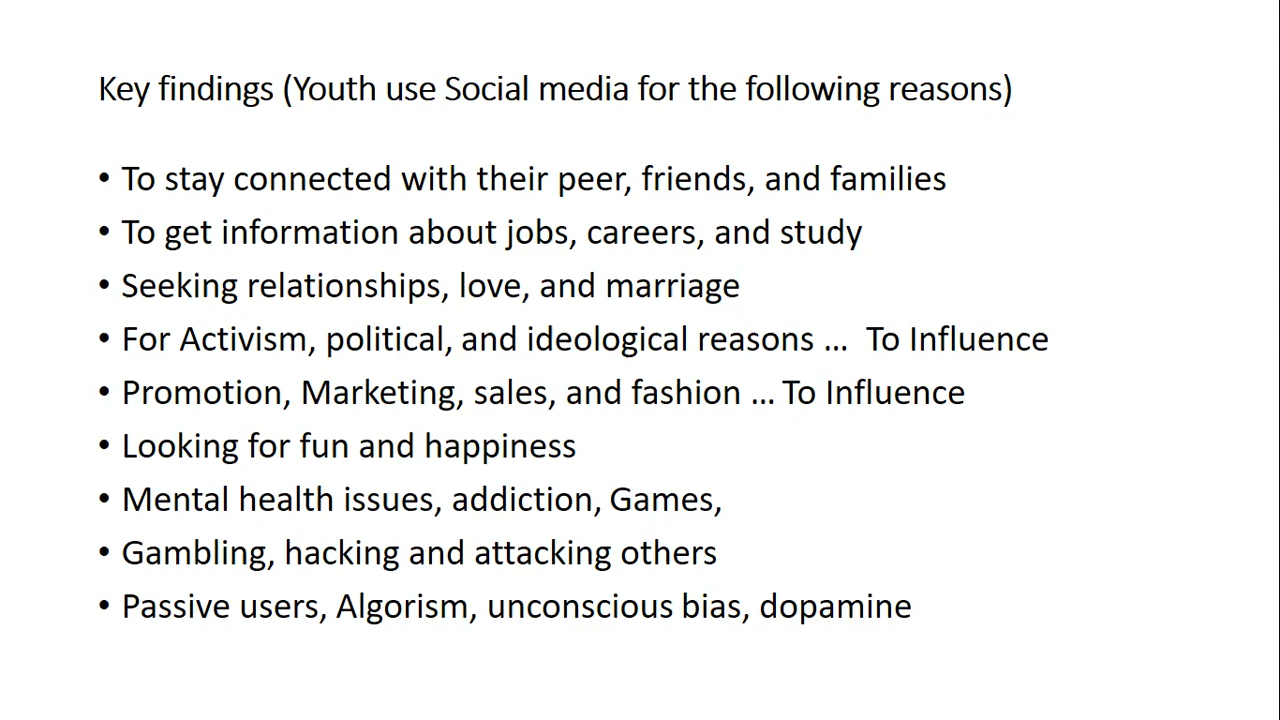 Key findings (Youth use Social media for the following reasons)
• To stay connected with their peer, friends, and families
• To get information about jobs, careers, and study
• Seeking relationships, love, and marriage
• For Activism, political, and ideological reasons ...  To Influence
• Promotion, Marketing, sales, and fashion ... To Influence
• Looking for fun and happiness
• Mental health issues, addiction, Games,
• Gambling, hacking and attacking others
• Passive users, Algorism, unconscious bias, dopamine